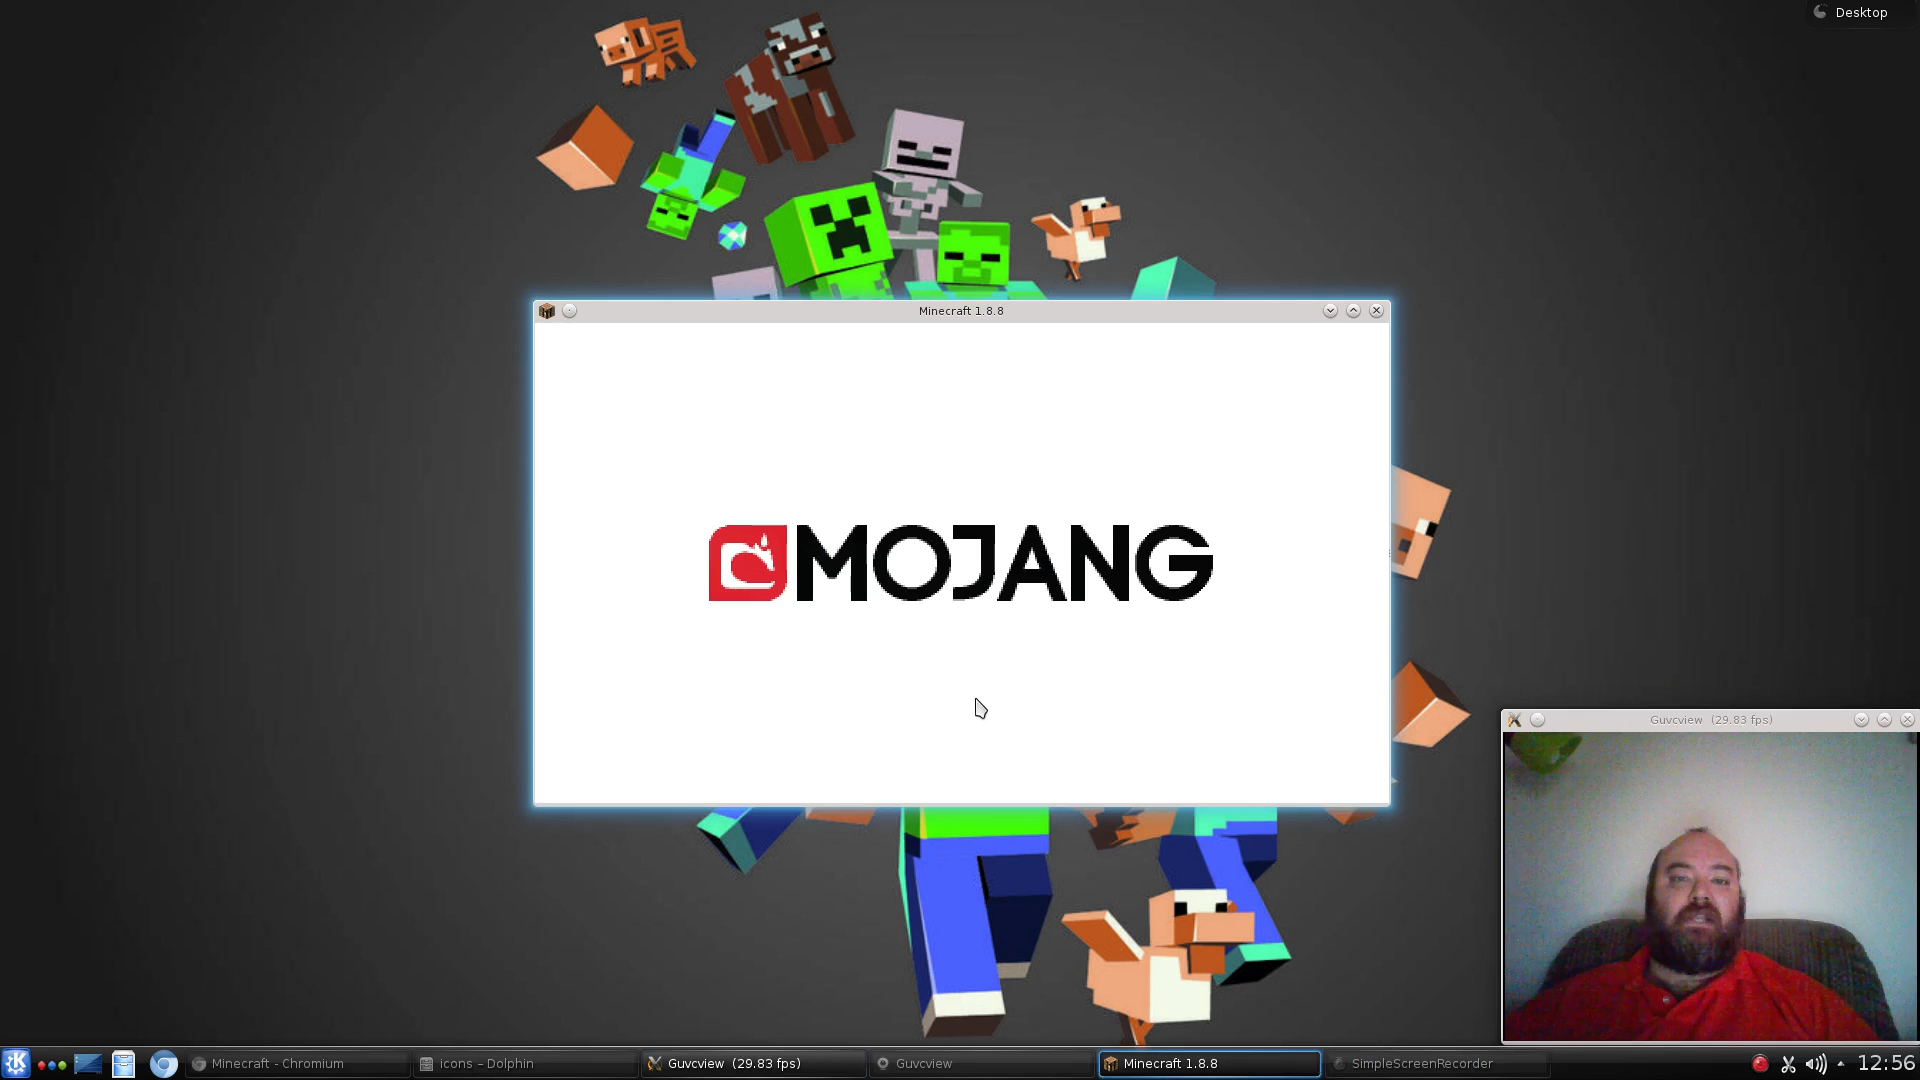 Desktop
Minecraft 1.8.8
MOJANG
Guvcview (29.83 fps)
Minecraft - Chromium
icons – Dolphin
Guvcview (29.83 fps)
Guvcview
Minecraft 1.8.8
SimpleScreenRecorder
12:56